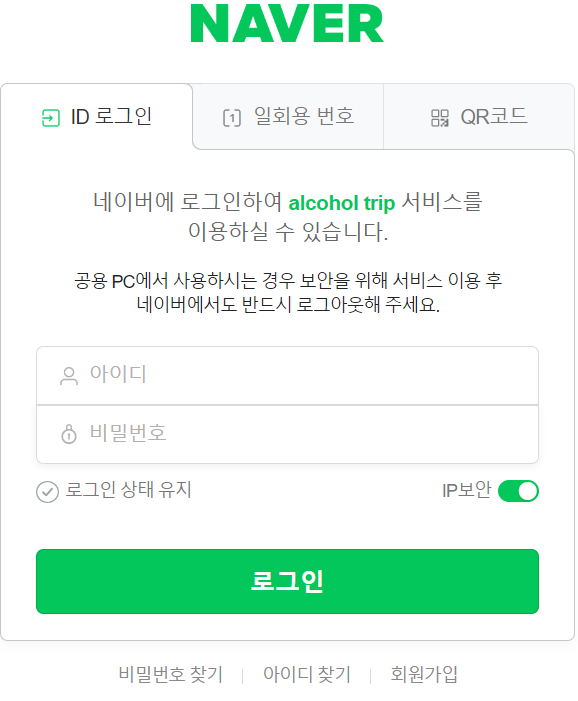 NAVER
ID 로그인
일회용 번호
QR코드
네이버에 로그인하여 alcohol trip 서비스를
이용하실 수 있습니다.
공용 PC에서 사용하시는 경우 보안을 위해 서비스 이용 후
네이버에서도 반드시 로그아웃해 주세요.
아이디
비밀번호
로그인 상태 유지
IP보안
로그인
비밀번호 찾기
아이디 찾기
회원가입